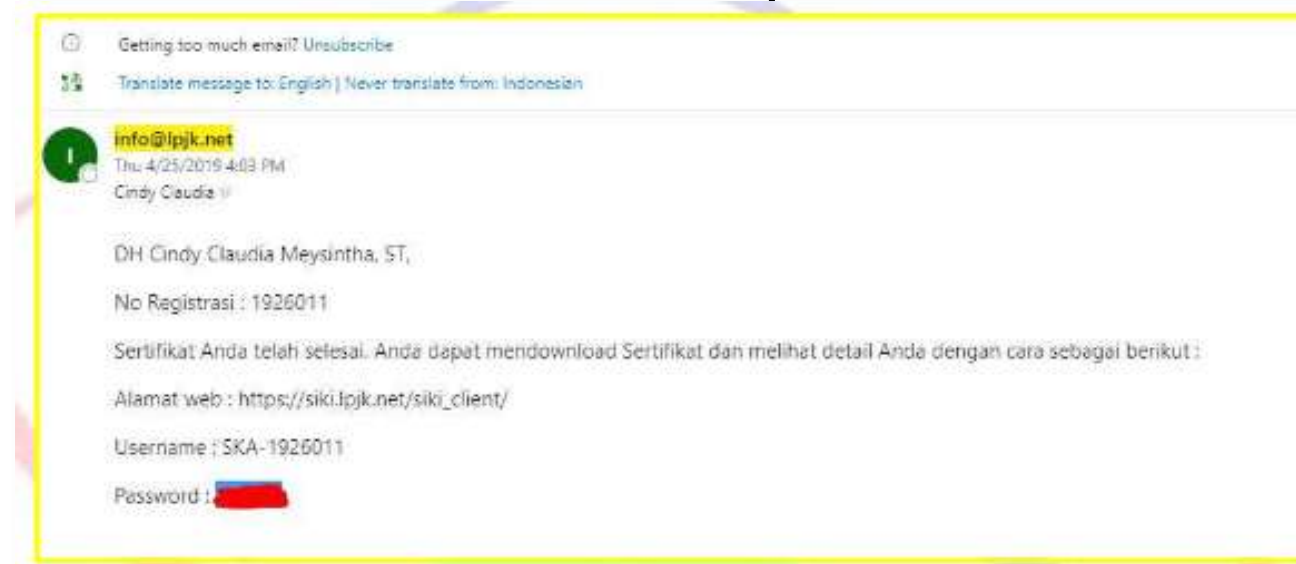 Getting too much email? Unsubscribe
Translate message to: English | Never translate from: Indonesian
I
info@lpjk.net
Thu 4/25/2019 4:03 PM
Cindy Claudia
DH Cindy Claudia Meysintha, ST,
No Registrasi : 1926011
Sertifikat Anda telah selesai. Anda dapat mendownload Sertifikat dan melihat detail Anda dengan cara sebagai berikut :
Alamat web : https://siki.lpjk.net/siki_client/
Username : SKA-1926011
Password :